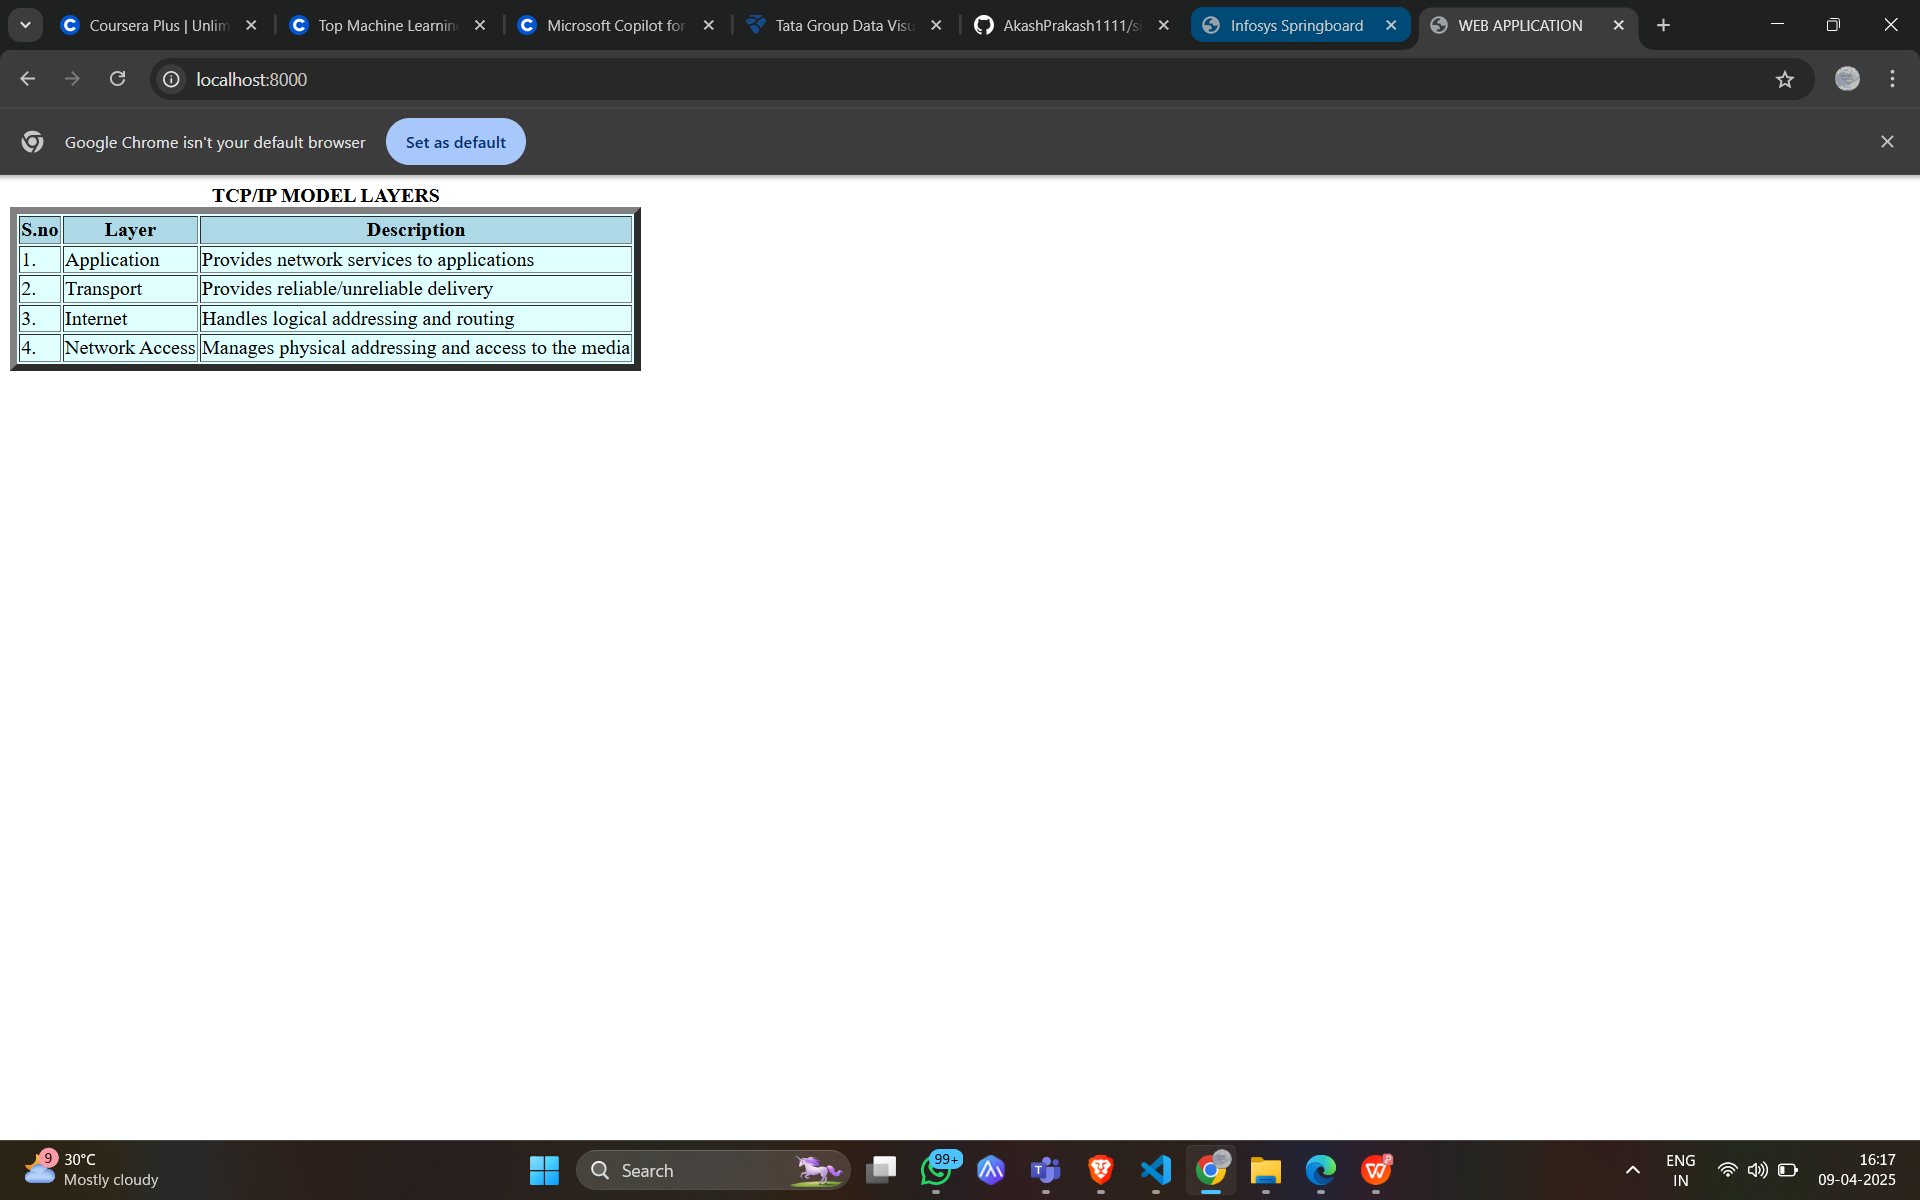 Coursera Plus | Unlim
Top Machine Learnin
Microsoft Copilot for
Tata Group Data Visu
AkashPrakash1111/si
Infosys Springboard
WEB APPLICATION
localhost:8000
Google Chrome isn't your default browser
Set as default
TCP/IP MODEL LAYERS
S.no Layer Description
1. Application Provides network services to applications
2. Transport Provides reliable/unreliable delivery
3. Internet Handles logical addressing and routing
4. Network Access Manages physical addressing and access to the media
9
30°C
Mostly cloudy
Search
99+
ENG
IN
16:17
09-04-2025